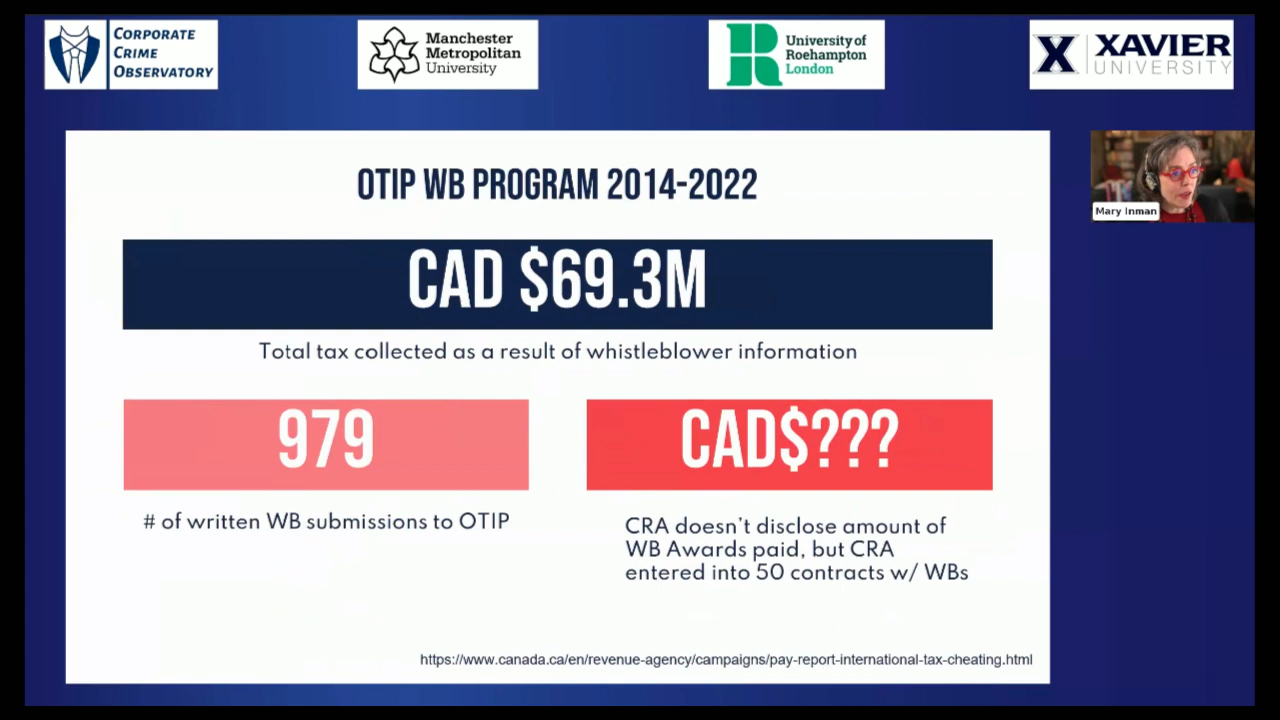 CORPORATE
CRIME
OBSERVATORY
Manchester
Metropolitan
University
University of
Roehampton
London
XAVIER
UNIVERSITY
OTIP WB PROGRAM 2014-2022
CAD $69.3M
Total tax collected as a result of whistleblower information
979
# of written WB submissions to OTIP
CAD$???
CRA doesn't disclose amount of
WB Awards paid, but CRA
entered into 50 contracts w/ WBs
https://www.canada.ca/en/revenue-agency/campaigns/pay-report-international-tax-cheating.html
Mary Inman